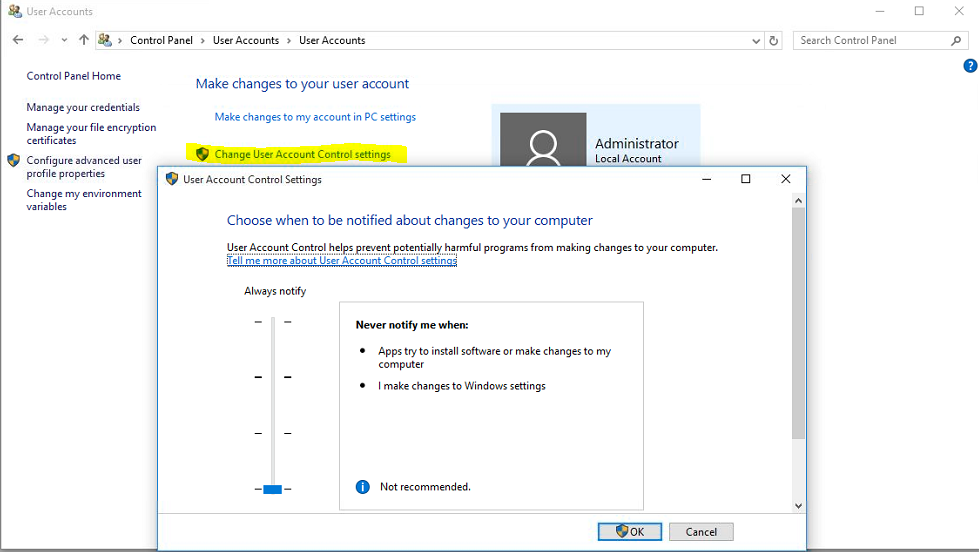 User Accounts
Control Panel > User Accounts > User Accounts
Search Control Panel
Control Panel Home
Manage your credentials
Manage your file encryption
certificates
Configure advanced user
profile properties
Change my environment
variables
Make changes to your user account
Make changes to my account in PC settings
Change User Account Control settings
Administrator
Local Account
User Account Control Settings
Choose when to be notified about changes to your computer
User Account Control helps prevent potentially harmful programs from making changes to your computer.
Tell me more about User Account Control settings
Always notify
Never notify me when:
• Apps try to install software or make changes to my
computer
• I make changes to Windows settings
Not recommended.
OK
Cancel